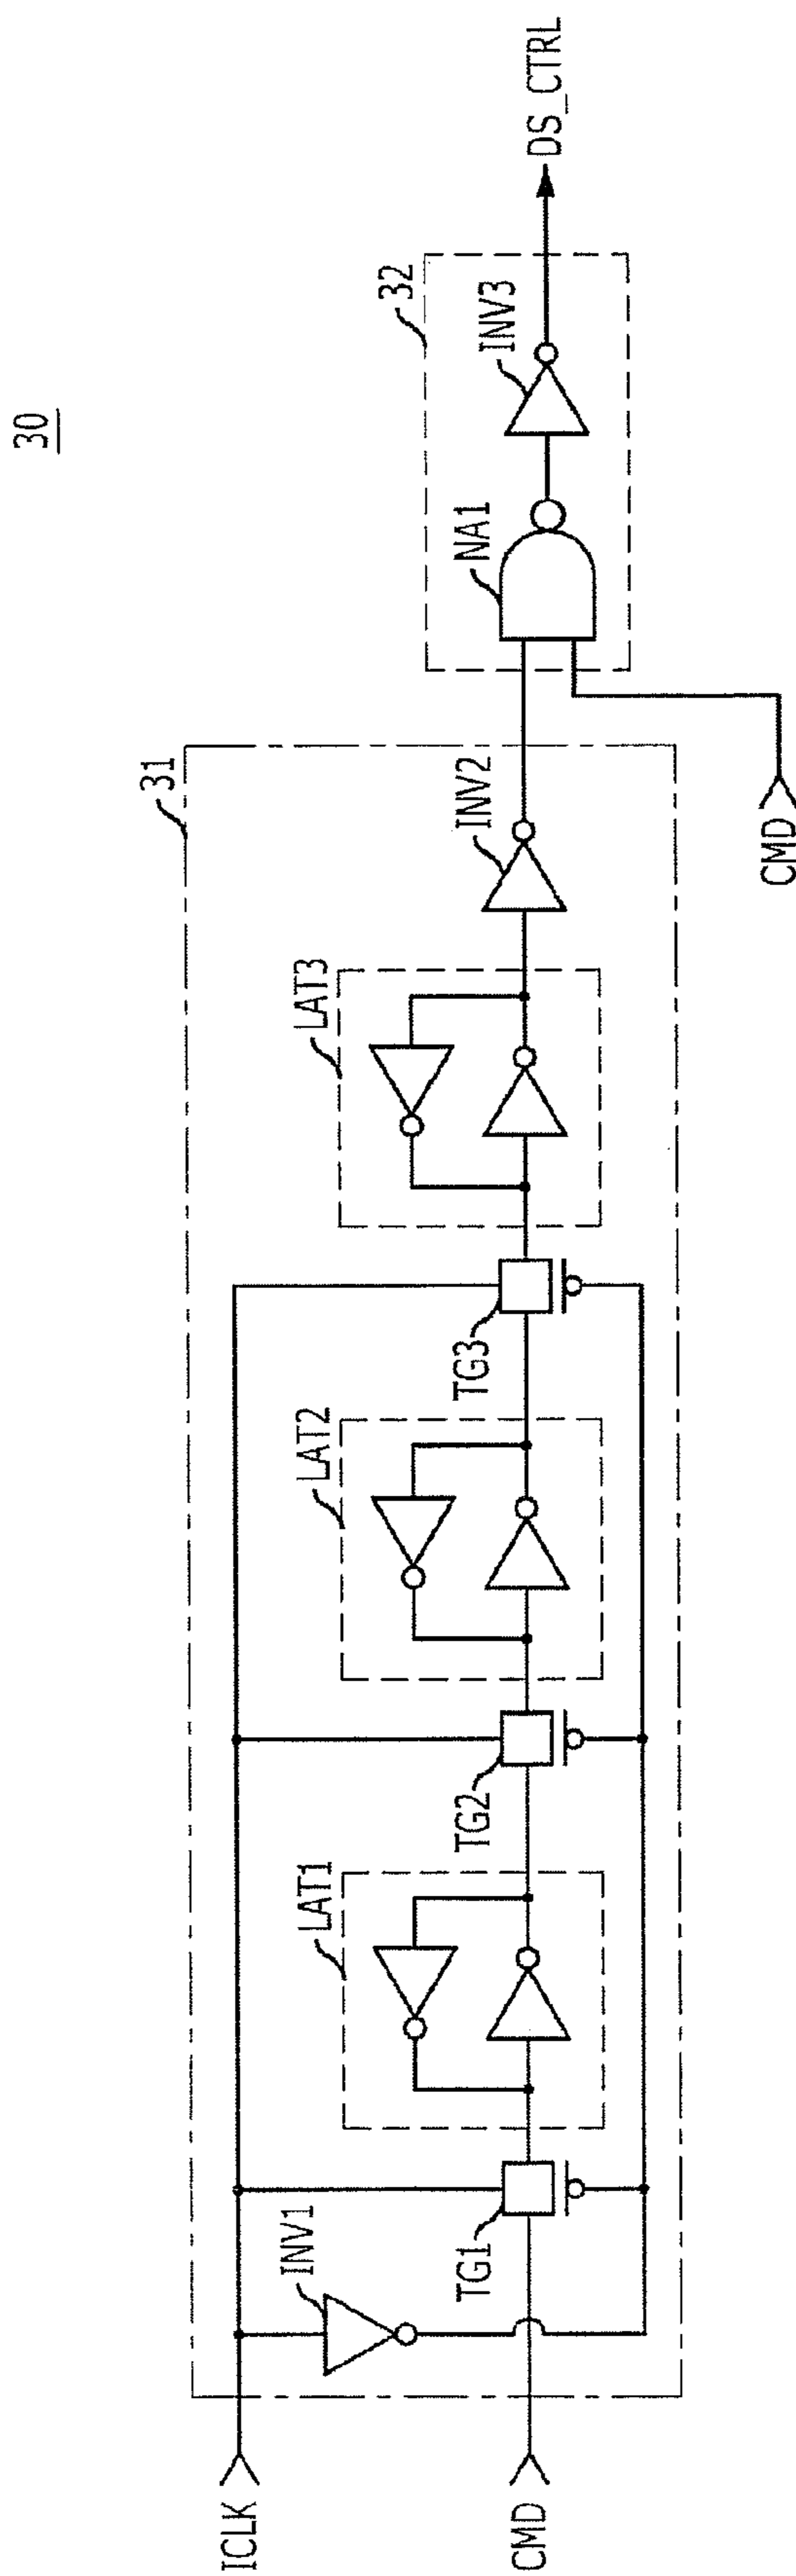 30
ICLK
CMD
31
INV1
TG1
LAT1
TG2
LAT2
TG3
LAT3
INV2
CMD
32
NA1
INV3
DS_CTRL